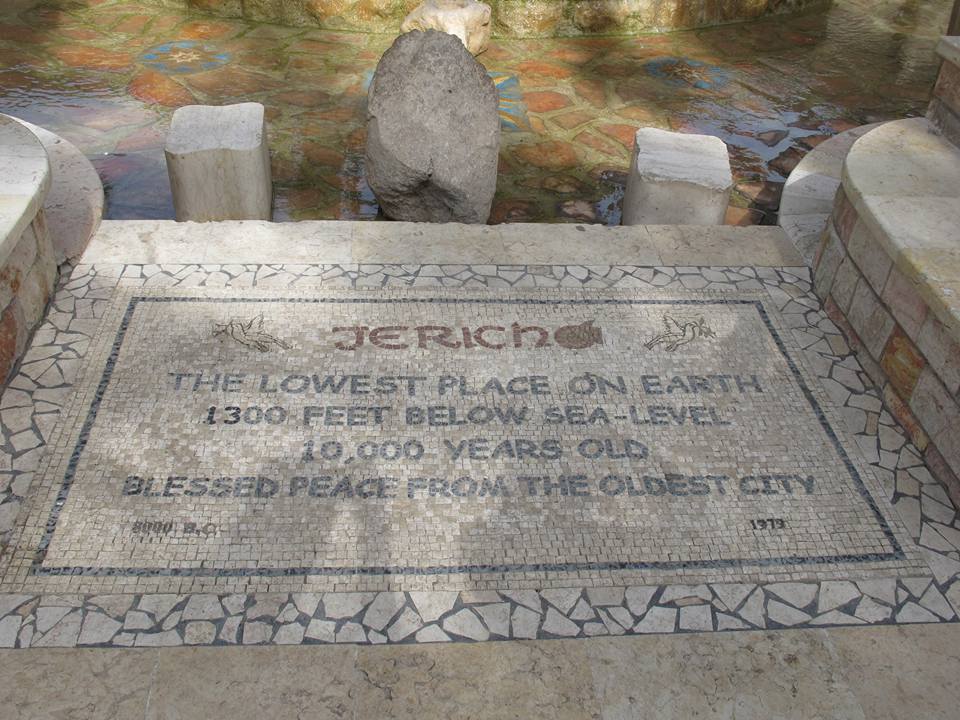 JERICHO
THE LOWEST PLACE ON EARTH
1300 FEET BELOW SEA-LEVEL
10,000 YEARS OLD
BLESSED PEACE FROM THE OLDEST CITY
8000 B.C 1979